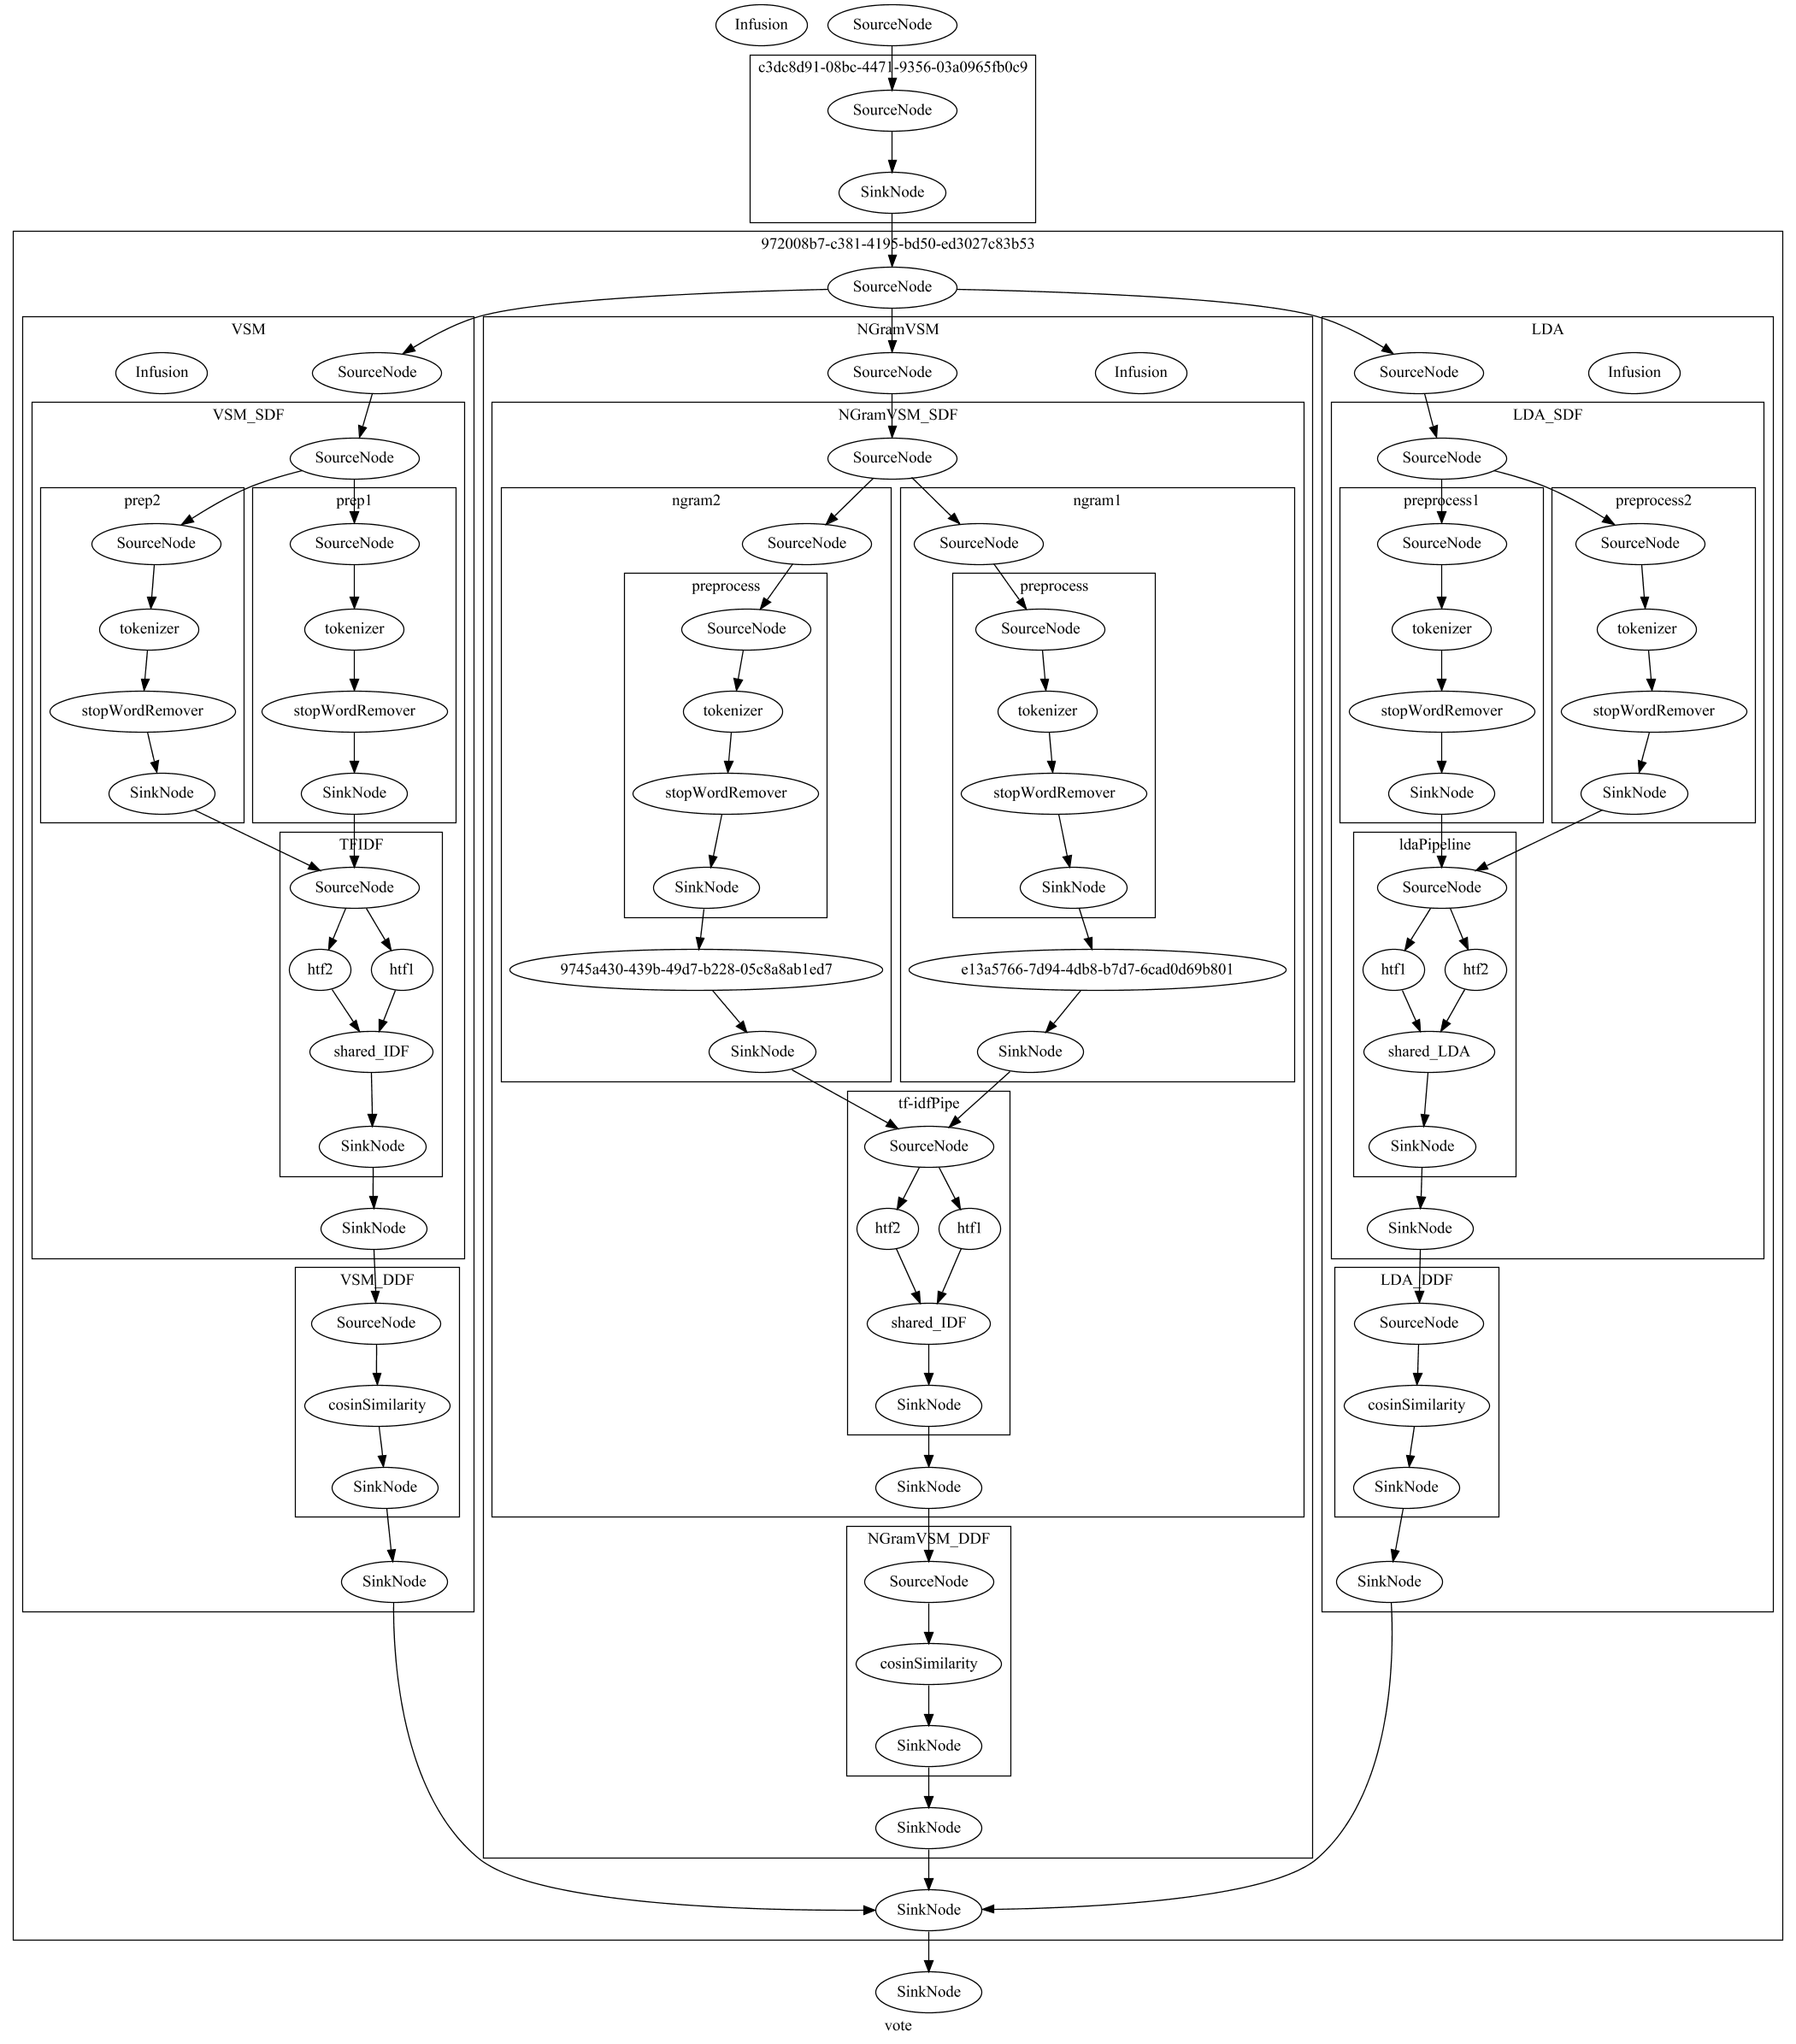 Infusion
SourceNode
c3dc8d91-08bc-4471-9356-03a0965fb0c9
SourceNode
SinkNode
972008b7-c381-4195-bd50-ed3027c83b53
SourceNode
VSM
Infusion
SourceNode
VSM_SDF
SourceNode
prep2
SourceNode
tokenizer
stopWordRemover
SinkNode
prep1
SourceNode
tokenizer
stopWordRemover
SinkNode
TFIDF
SourceNode
htf2
htf1
shared_IDF
SinkNode
SinkNode
VSM_DDF
SourceNode
cosinSimilarity
SinkNode
SinkNode
NGramVSM
SourceNode
Infusion
NGramVSM_SDF
SourceNode
ngram2
SourceNode
preprocess
SourceNode
tokenizer
stopWordRemover
SinkNode
9745a430-439b-49d7-b228-05c8a8ab1ed7
SinkNode
ngram1
SourceNode
preprocess
SourceNode
tokenizer
stopWordRemover
SinkNode
e13a5766-7d94-4db8-b7d7-6cad0d69b801
SinkNode
tf-idfPipe
SourceNode
htf2
htf1
shared_IDF
SinkNode
SinkNode
NGramVSM_DDF
SourceNode
cosinSimilarity
SinkNode
SinkNode
LDA
SourceNode
Infusion
LDA_SDF
SourceNode
preprocess1
SourceNode
tokenizer
stopWordRemover
SinkNode
preprocess2
SourceNode
tokenizer
stopWordRemover
SinkNode
ldaPipeline
SourceNode
htf1
htf2
shared_LDA
SinkNode
SinkNode
LDA_DDF
SourceNode
cosinSimilarity
SinkNode
SinkNode
SinkNode
SinkNode
vote